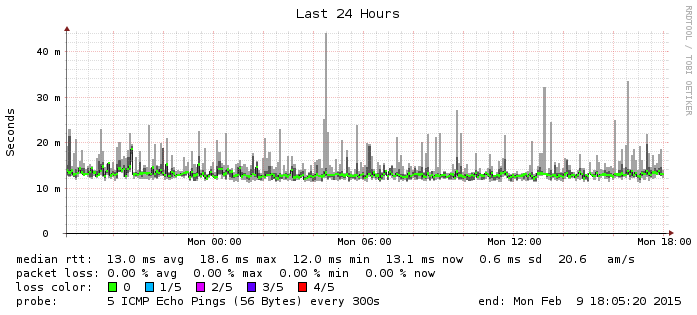 Last 24 Hours
RRDTOOL / TOBI OETIKER
Seconds
40 m
30 m
20 m
10 m
0
Mon 00:00 Mon 06:00 Mon 12:00 Mon 18:00
median rtt: 13.0 ms avg 18.6 ms max 12.0 ms min 13.1 ms now 0.6 ms sd 20.6 am/s
packet loss: 0.00 % avg 0.00 % max 0.00 % min 0.00 % now
loss color: 0 1/5 2/5 3/5 4/5
probe: 5 ICMP Echo Pings (56 Bytes) every 300s end: Mon Feb 9 18:05:20 2015